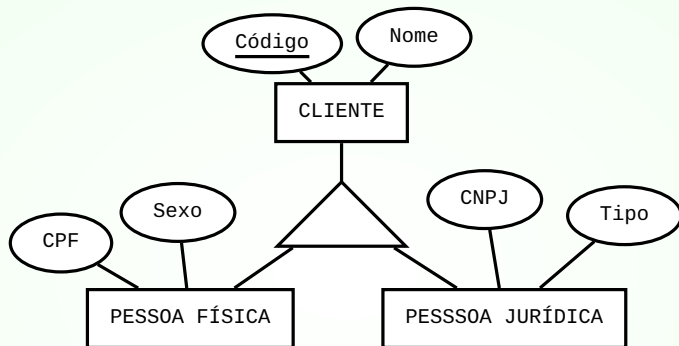 Código
Nome
CLIENTE
CNPJ
Sexo
Tipo
CPF
PESSOA FÍSICA
PESSSOA JURÍDICA